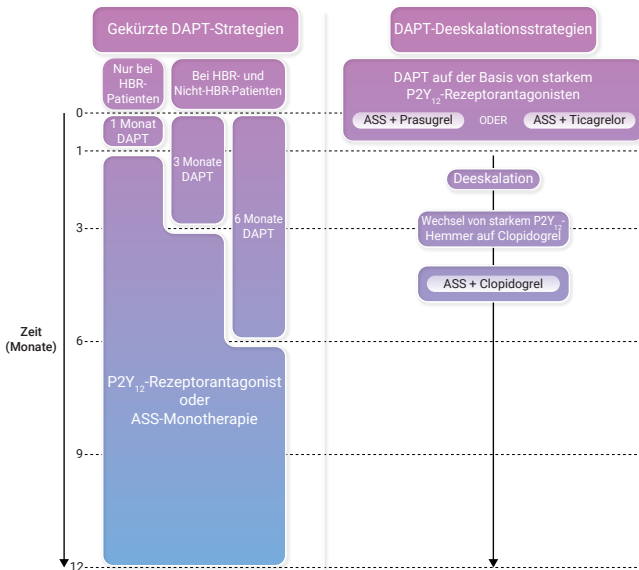 Gekürzte DAPT-Strategien
Nur bei
HBR-
Patienten
Bei HBR- und
Nicht-HBR-Patienten
1 Monat
DAPT
3 Monate
DAPT
6 Monate
DAPT
P2Y₁₂-Rezeptorantagonist
oder
ASS-Monotherapie
Zeit
(Monate)
0
1
3
6
9
12
DAPT-Deeskalationsstrategien
DAPT auf der Basis von starkem
P2Y₁₂-Rezeptorantagonisten
ASS + Prasugrel ODER ASS + Ticagrelor
Deeskalation
Wechsel von starkem P2Y₁₂-
Hemmer auf Clopidogrel
ASS + Clopidogrel